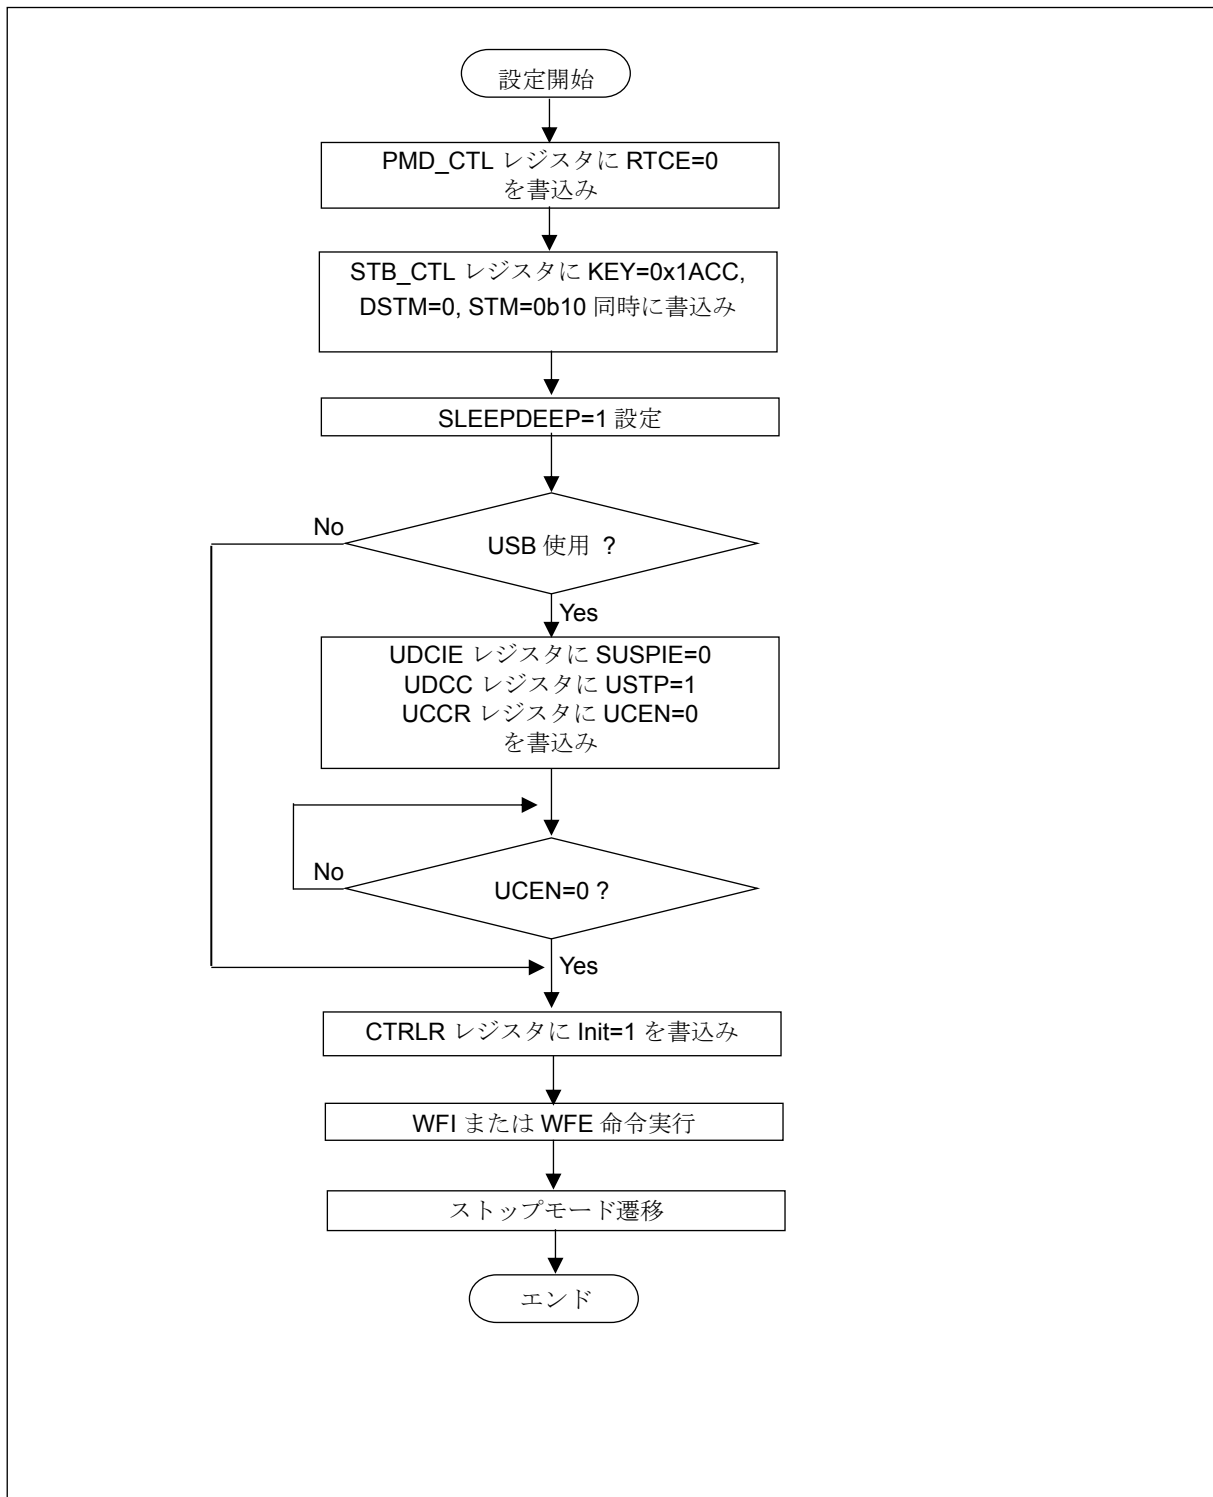 設定開始
PMD_CTL レジスタに RTCE=0
を書込み
STB_CTL レジスタに KEY=0x1ACC,
DSTM=0, STM=0b10 同時に書込み
SLEEPDEEP=1 設定
No
USB 使用 ?
Yes
UDCIE レジスタに SUSPIE=0
UDCC レジスタに USTP=1
UCCR レジスタに UCEN=0
を書込み
No
UCEN=0 ?
Yes
CTRLR レジスタに Init=1 を書込み
WFI または WFE 命令実行
ストップモード遷移
エンド